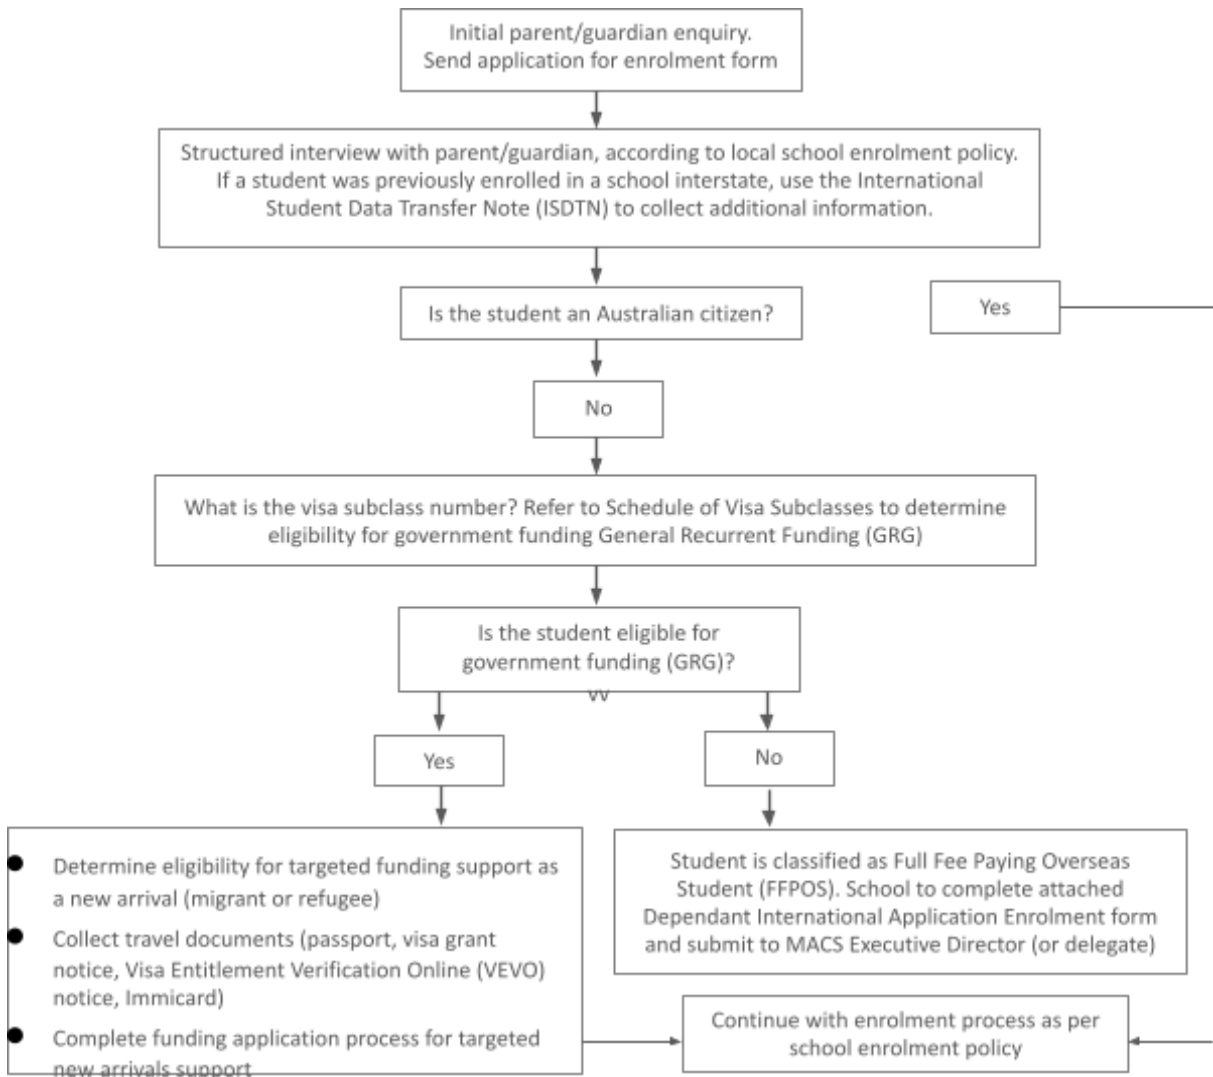 Initial parent/guardian enquiry.
Send application for enrolment form
Structured interview with parent/guardian, according to local school enrolment policy.
If a student was previously enrolled in a school interstate, use the International
Student Data Transfer Note (ISDTN) to collect additional information.
Is the student an Australian citizen?
Yes
No
What is the visa subclass number? Refer to Schedule of Visa Subclasses to determine
eligibility for government funding General Recurrent Funding (GRG)
Is the student eligible for
government funding (GRG)?
vv
Yes
No
Determine eligibility for targeted funding support as
a new arrival (migrant or refugee)
Collect travel documents (passport, visa grant
notice, Visa Entitlement Verification Online (VEVO)
notice, Immicard)
Complete funding application process for targeted
new arrivals support
Student is classified as Full Fee Paying Overseas
Student (FFPOS). School to complete attached
Dependant International Application Enrolment form
and submit to MACS Executive Director (or delegate)
Continue with enrolment process as per
school enrolment policy